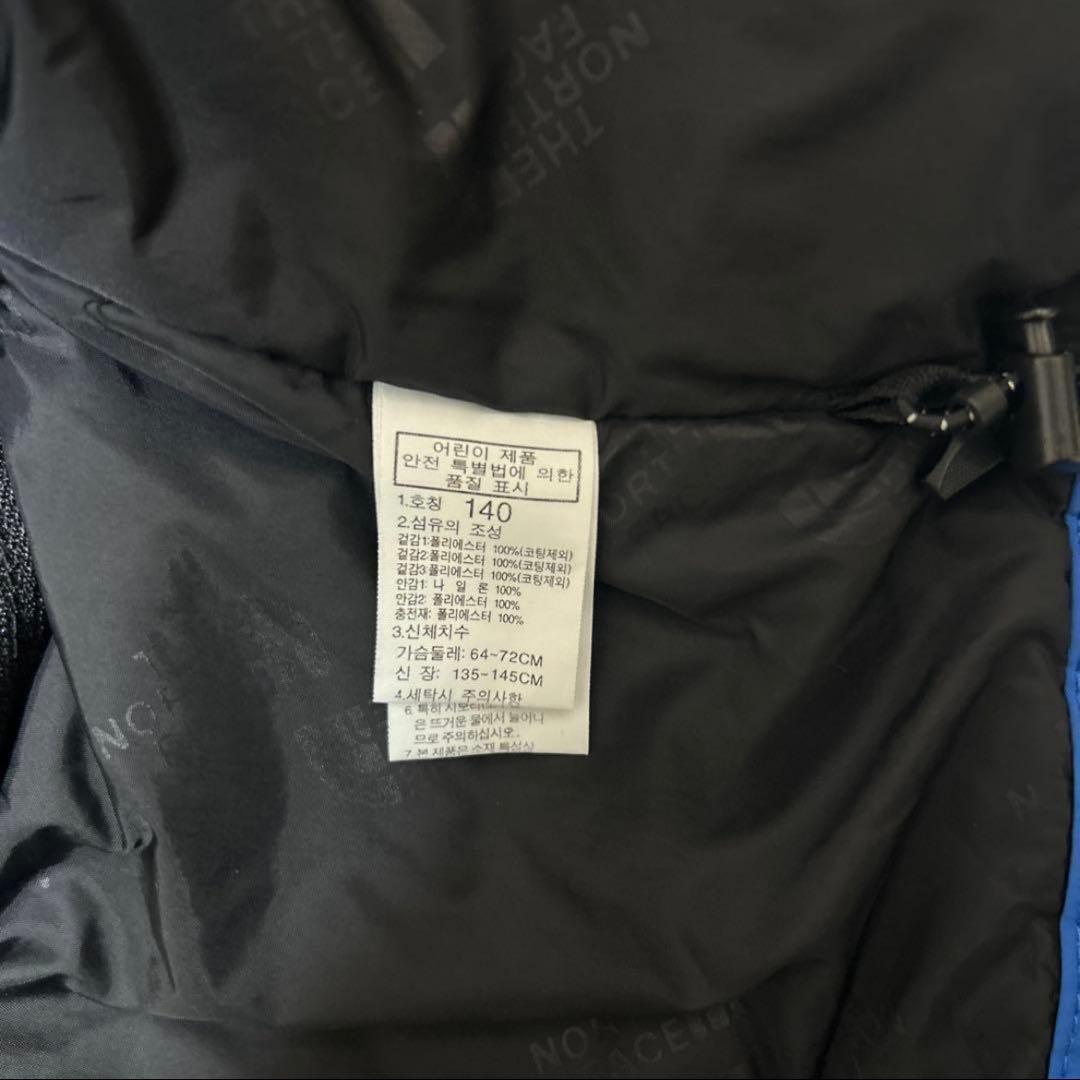 THE
NORTH
FAC
어린이 제품
안전 특별법에 의한
품질 표시
1.호칭 140
2.섬유의 조성
겉감1:폴리에스터 100%(코팅제외)
겉감2:폴리에스터 100%(코팅제외)
겉감3:폴리에스터 100%(코팅제외)
안감1: 나 일 론 100%
안감2: 폴리에스터 100%
충전재: 폴리에스터 100%
3.신체치수
가슴둘레: 64~72CM
신 장: 135~145CM
4.세탁시 주의사항
6. 특히
은 뜨거운 물에서 늘어나
므로 주의하십시오.
7. 본 제품은 소재 특성상
NOR
FACE